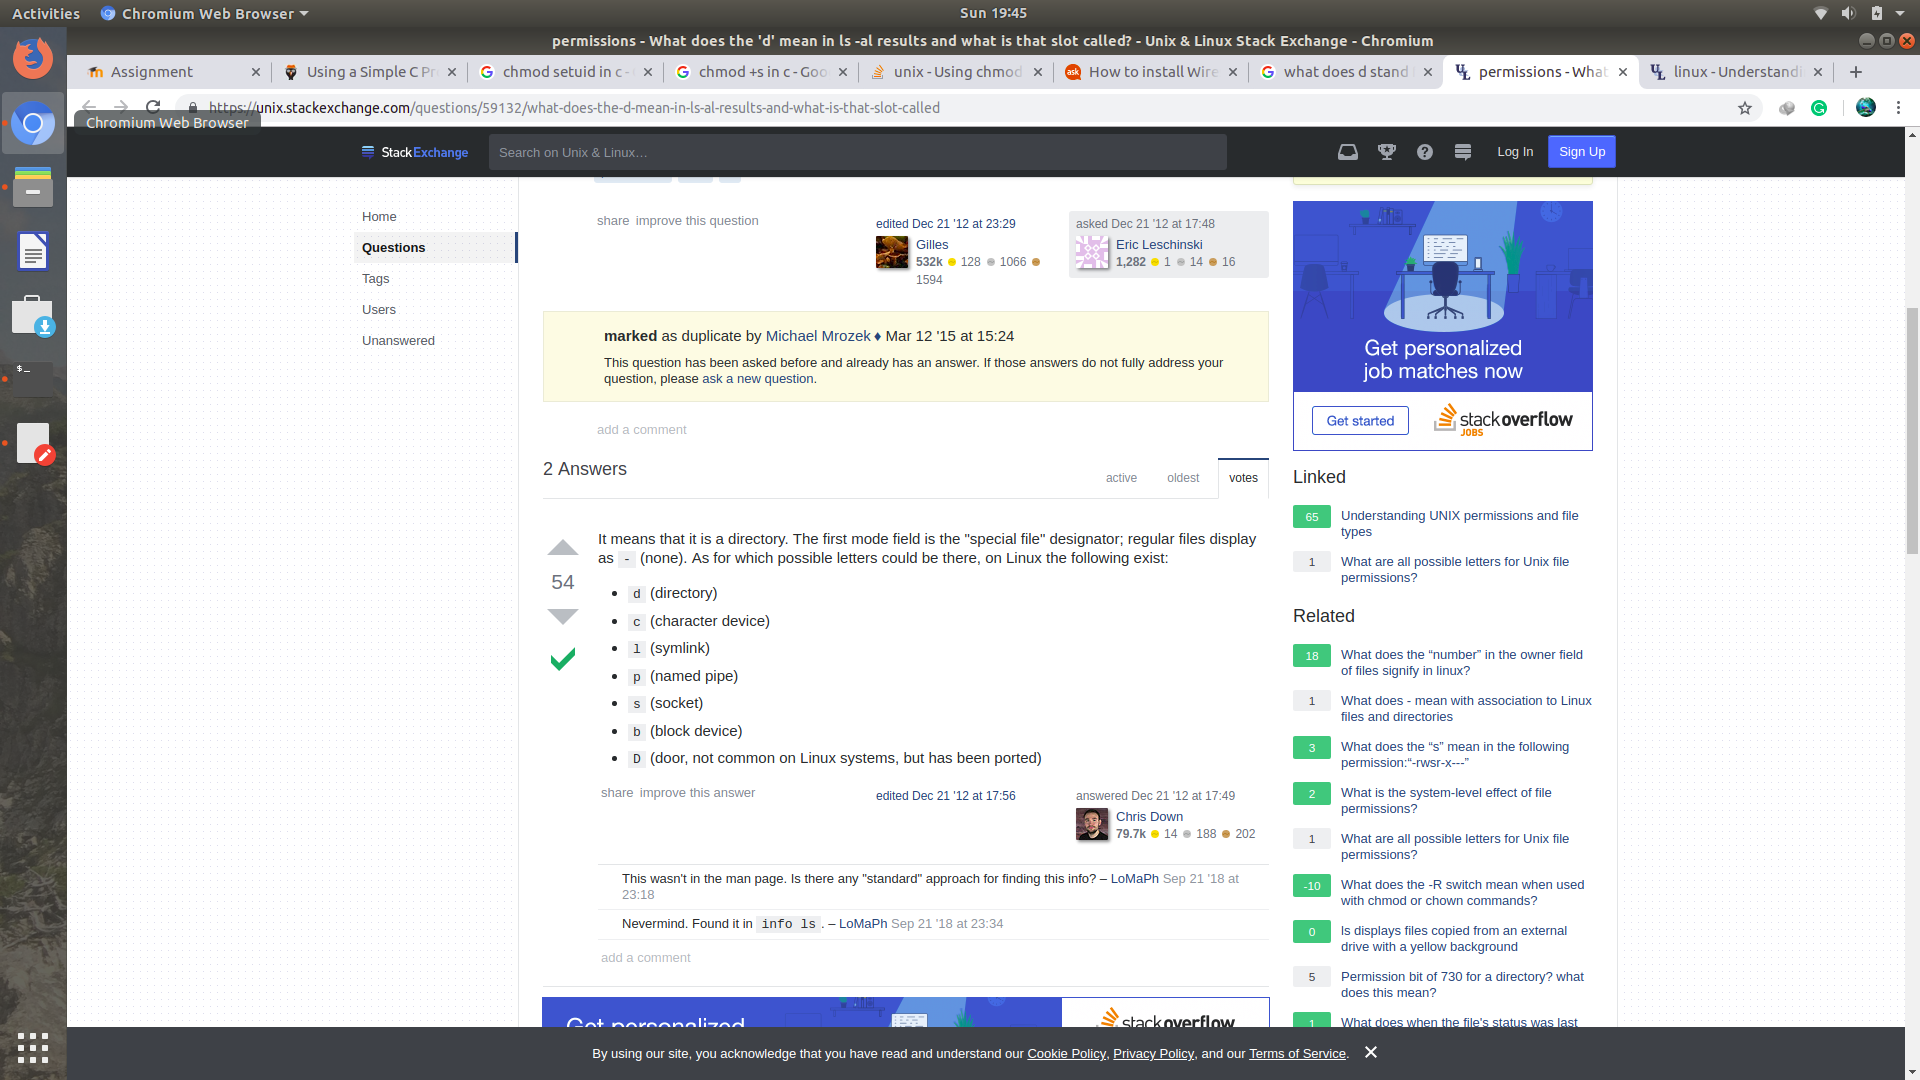 Activities
Chromium Web Browser
Sun 19:45
permissions - What does the 'd' mean in ls -al results and what is that slot called? - Unix & Linux Stack Exchange - Chromium
Assignment
Using a Simple C Pr
chmod setuid in c -
chmod +s in c - Goo
unix - Using chmod
How to install Wire
what does d stand
permissions - What
linux - Understandi
https://unix.stackexchange.com/questions/59132/what-does-the-d-mean-in-ls-al-results-and-what-is-that-slot-called
Chromium Web Browser
StackExchange
Search on Unix & Linux…
Log In
Sign Up
Home
Questions
Tags
Users
Unanswered
share improve this question
edited Dec 21 '12 at 23:29
Gilles
532k 128 1066
1594
asked Dec 21 '12 at 17:48
Eric Leschinski
1,282 1 14 16
marked as duplicate by Michael Mrozek ♦ Mar 12 '15 at 15:24
This question has been asked before and already has an answer. If those answers do not fully address your
question, please ask a new question.
add a comment
2 Answers
active
oldest
votes
54
It means that it is a directory. The first mode field is the "special file" designator; regular files display
as - (none). As for which possible letters could be there, on Linux the following exist:
• d (directory)
• c (character device)
• l (symlink)
• p (named pipe)
• s (socket)
• b (block device)
• D (door, not common on Linux systems, but has been ported)
share improve this answer
edited Dec 21 '12 at 17:56
answered Dec 21 '12 at 17:49
Chris Down
79.7k 14 188 202
This wasn't in the man page. Is there any "standard" approach for finding this info? – LoMaPh Sep 21 '18 at
23:18
Nevermind. Found it in info ls. – LoMaPh Sep 21 '18 at 23:34
add a comment
Get personalized
stackoverflow
Get personalized
job matches now
Get started
stackoverflow
JOBS
Linked
65 Understanding UNIX permissions and file
types
1 What are all possible letters for Unix file
permissions?
Related
18 What does the “number” in the owner field
of files signify in linux?
1 What does - mean with association to Linux
files and directories
3 What does the “s” mean in the following
permission:“-rwsr-x---”
2 What is the system-level effect of file
permissions?
1 What are all possible letters for Unix file
permissions?
-10 What does the -R switch mean when used
with chmod or chown commands?
0 ls displays files copied from an external
drive with a yellow background
5 Permission bit of 730 for a directory? what
does this mean?
1 What does when the file's status was last
By using our site, you acknowledge that you have read and understand our Cookie Policy, Privacy Policy, and our Terms of Service.